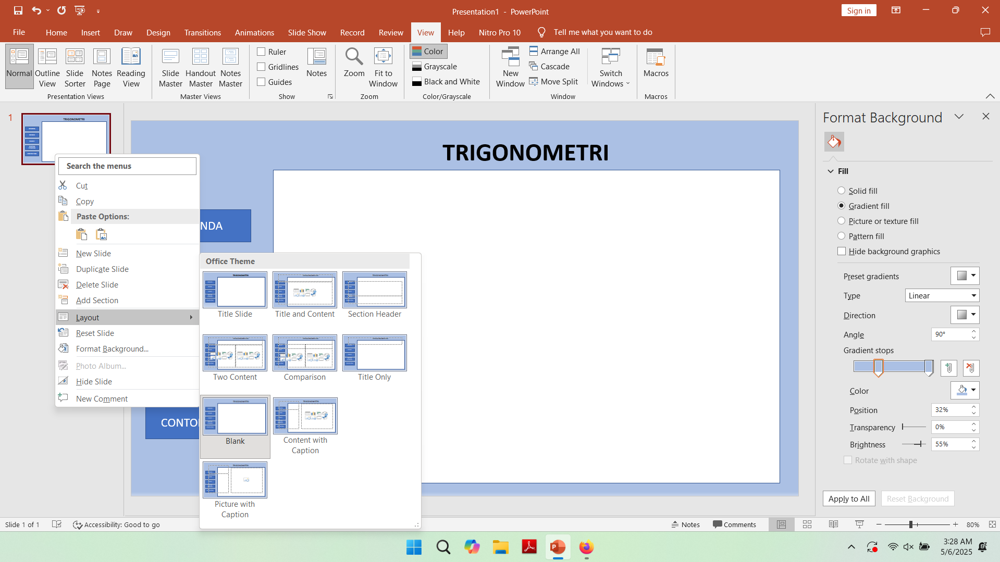 Presentation1 - PowerPoint
Sign in
File Home Insert Draw Design Transitions Animations Slide Show Record Review View Help Nitro Pro 10 Tell me what you want to do
Normal
Outline View
Slide Sorter
Notes Page
Reading View
Presentation Views
Slide Master
Handout Master
Notes Master
Master Views
Ruler
Gridlines
Guides
Notes
Show
Zoom
Fit to Window
Zoom
Color
Grayscale
Black and White
Color/Grayscale
New Window
Arrange All
Cascade
Move Split
Switch Windows
Window
Macros
Macros
1
TRIGONOMETRI
Search the menus
Cut
Copy
Paste Options:
New Slide
Duplicate Slide
Delete Slide
Add Section
Layout
Reset Slide
Format Background...
Photo Album...
Hide Slide
New Comment
Office Theme
Title Slide
Title and Content
Section Header
Two Content
Comparison
Title Only
Blank
Content with Caption
Picture with Caption
TRIGONOMETRI
NDA
CONTO
Format Background
Fill
Solid fill
Gradient fill
Picture or texture fill
Pattern fill
Hide background graphics
Preset gradients
Type Linear
Direction
Angle 90°
Gradient stops
Color
Position 32%
Transparency 0%
Brightness 55%
Rotate with shape
Apply to All
Reset Background
Slide 1 of 1
Accessibility: Good to go
Notes
Comments
80%
3:28 AM
5/6/2025